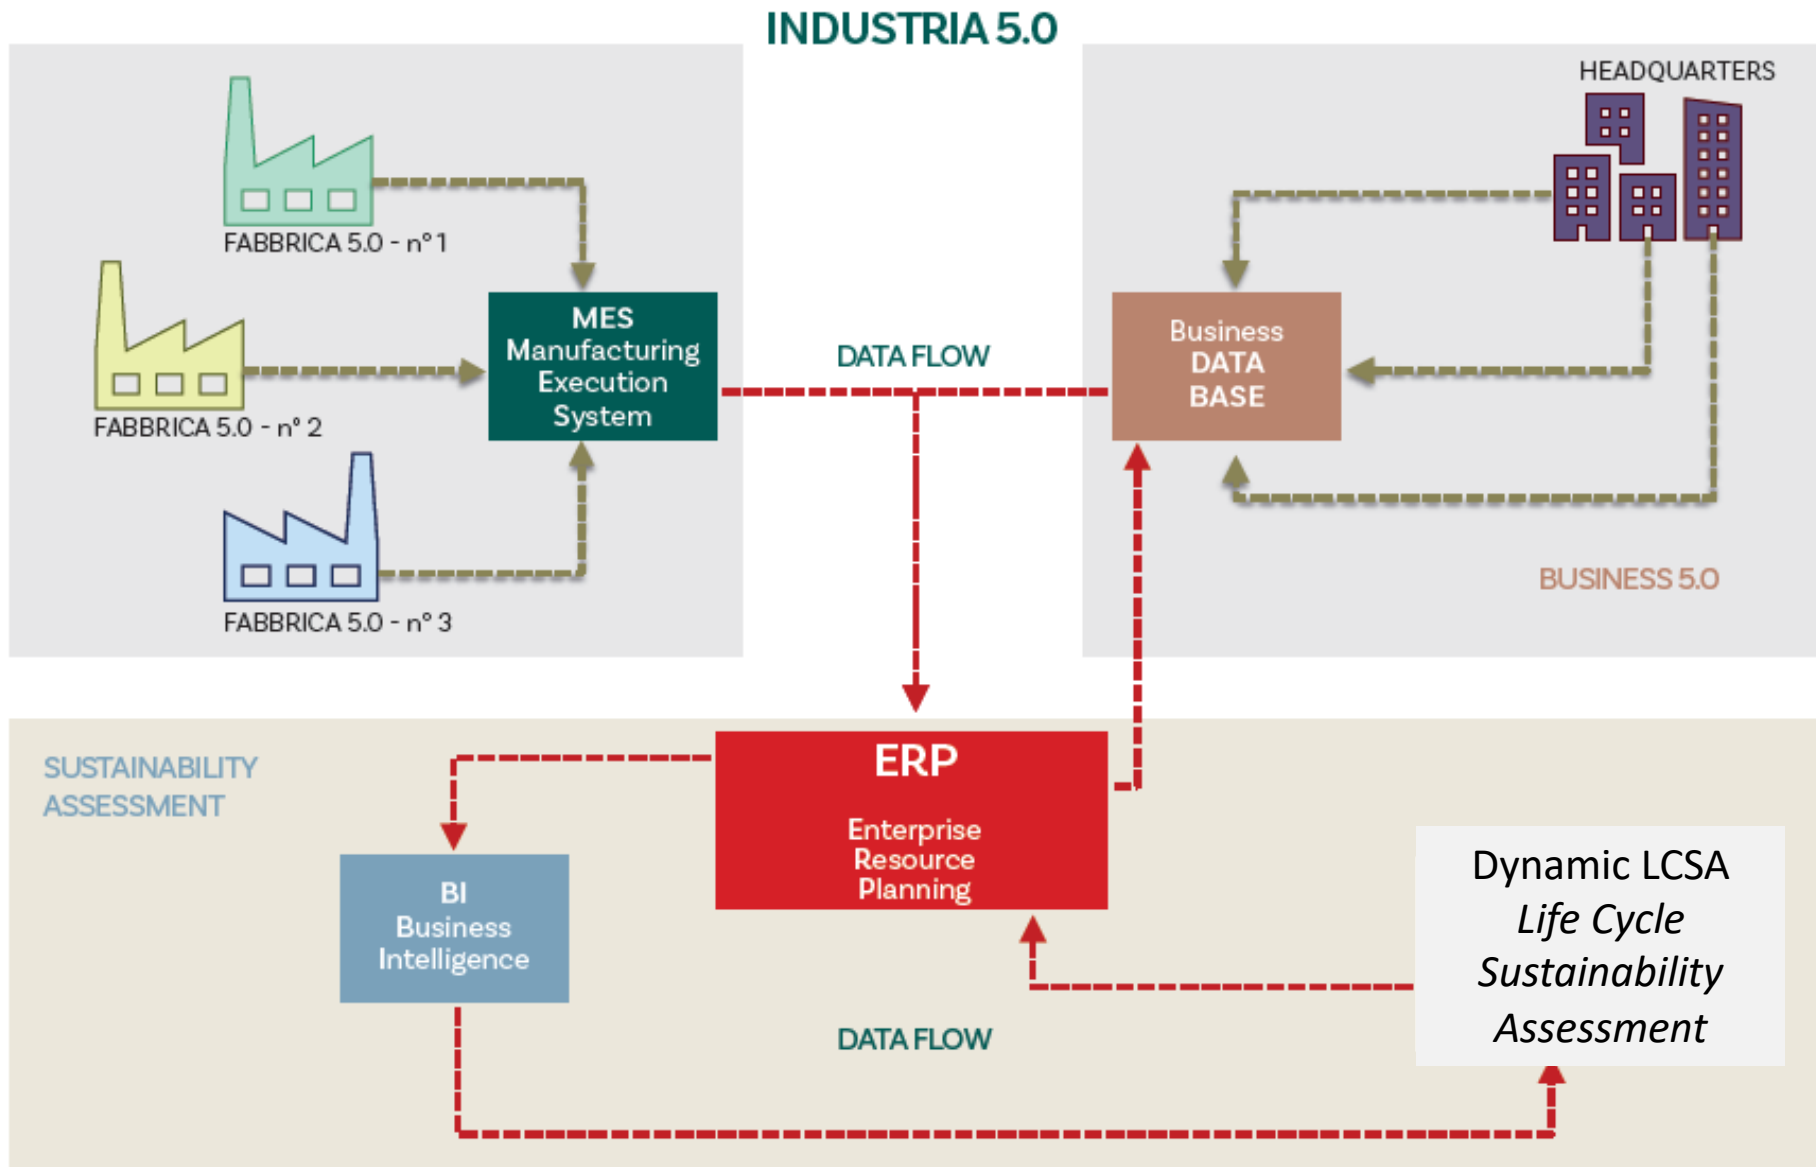 INDUSTRIA 5.0
FABBRICA 5.0 - n° 1
FABBRICA 5.0 - n° 2
FABBRICA 5.0 - n° 3
MES
Manufacturing
Execution
System
DATA FLOW
HEADQUARTERS
Business
DATA
BASE
BUSINESS 5.0
SUSTAINABILITY
ASSESSMENT
ERP
Enterprise
Resource
Planning
BI
Business
Intelligence
DATA FLOW
Dynamic LCSA
Life Cycle
Sustainability
Assessment